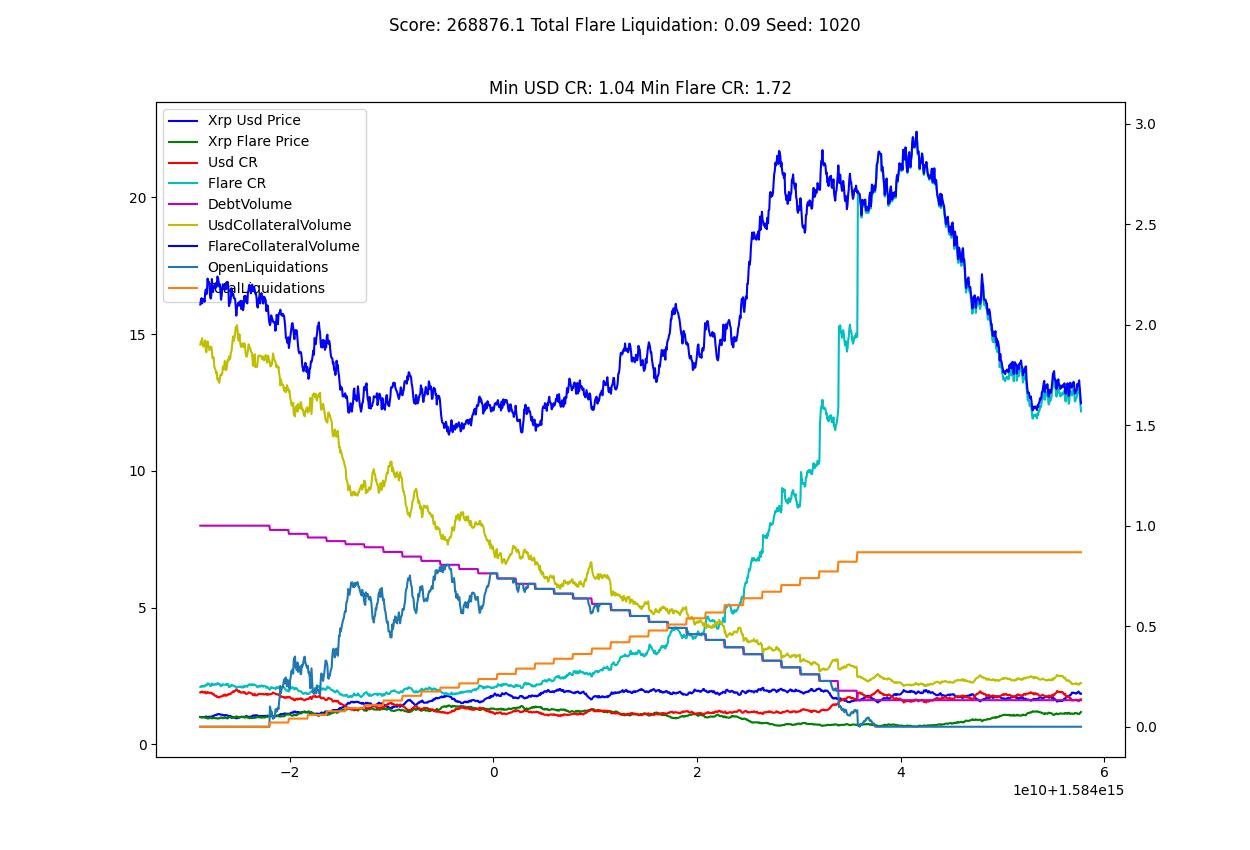 Score: 268876.1 Total Flare Liquidation: 0.09 Seed: 1020
Min USD CR: 1.04 Min Flare CR: 1.72
Xrp Usd Price
Xrp Flare Price
Usd CR
Flare CR
DebtVolume
UsdCollateralVolume
FlareCollateralVolume
OpenLiquidations
TotalLiquidations
20
15
10
5
0
3.0
2.5
2.0
1.5
1.0
0.5
0.0
−2 0 2 4 6
1e10+1.584e15